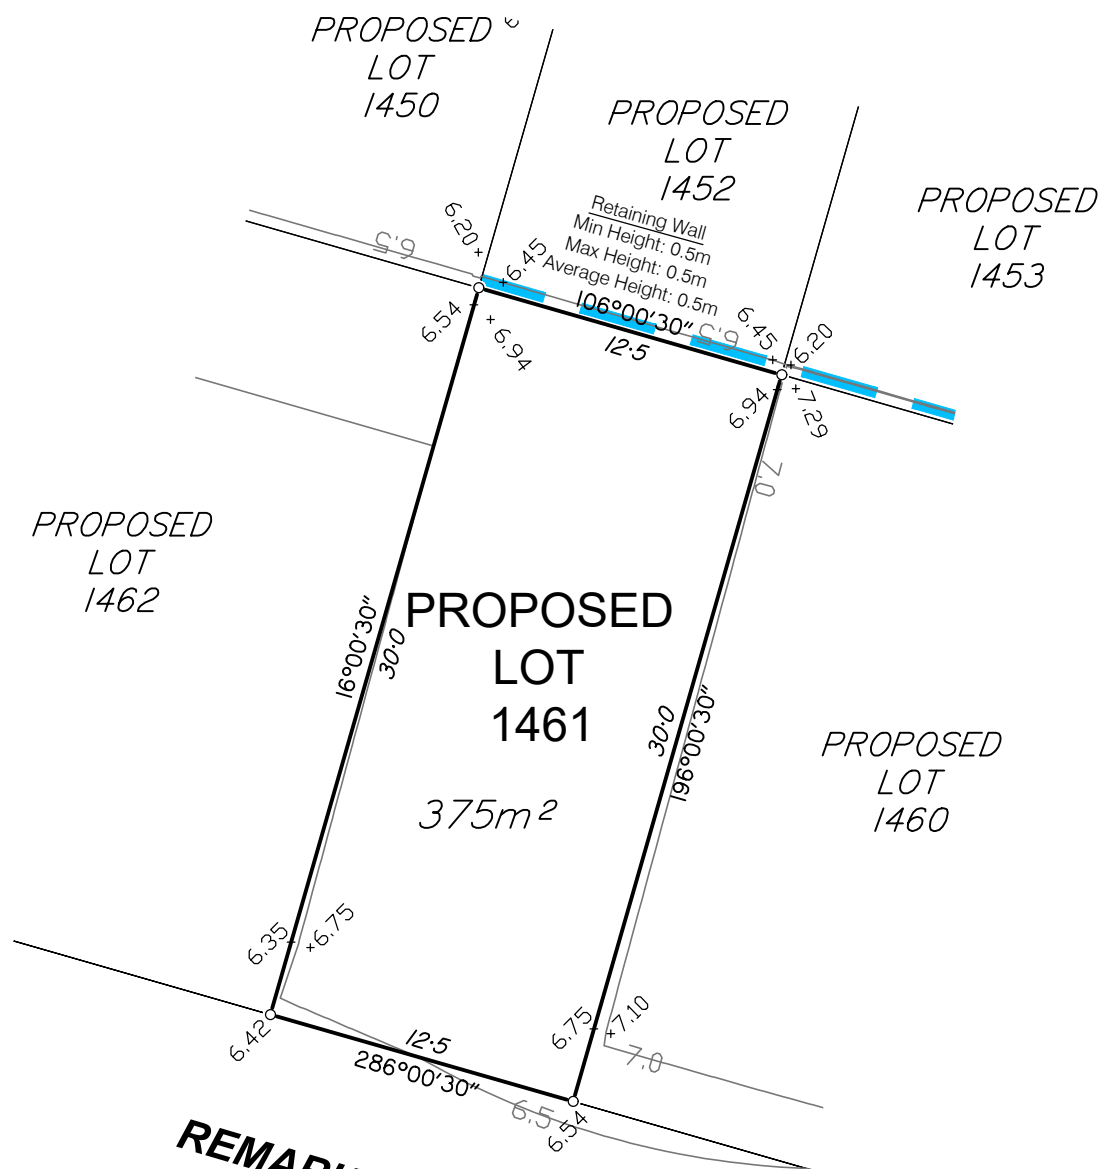 PROPOSED
LOT
1450
PROPOSED
LOT
1452
PROPOSED
LOT
1453
Retaining Wall
Min Height: 0.5m
Max Height: 0.5m
Average Height: 0.5m
6.20
6.45
6.5
106°00'30"
12·5
6.5
6.45
6.20
6.54
6.94
6.94
7.29
7.0
PROPOSED
LOT
1462
16°00'30"
30·0
PROPOSED
LOT
1461
375m²
30·0
196°00'30"
PROPOSED
LOT
1460
6.35
6.75
6.75
7.10
7.0
6.42
12·5
286°00'30"
6.5
6.54